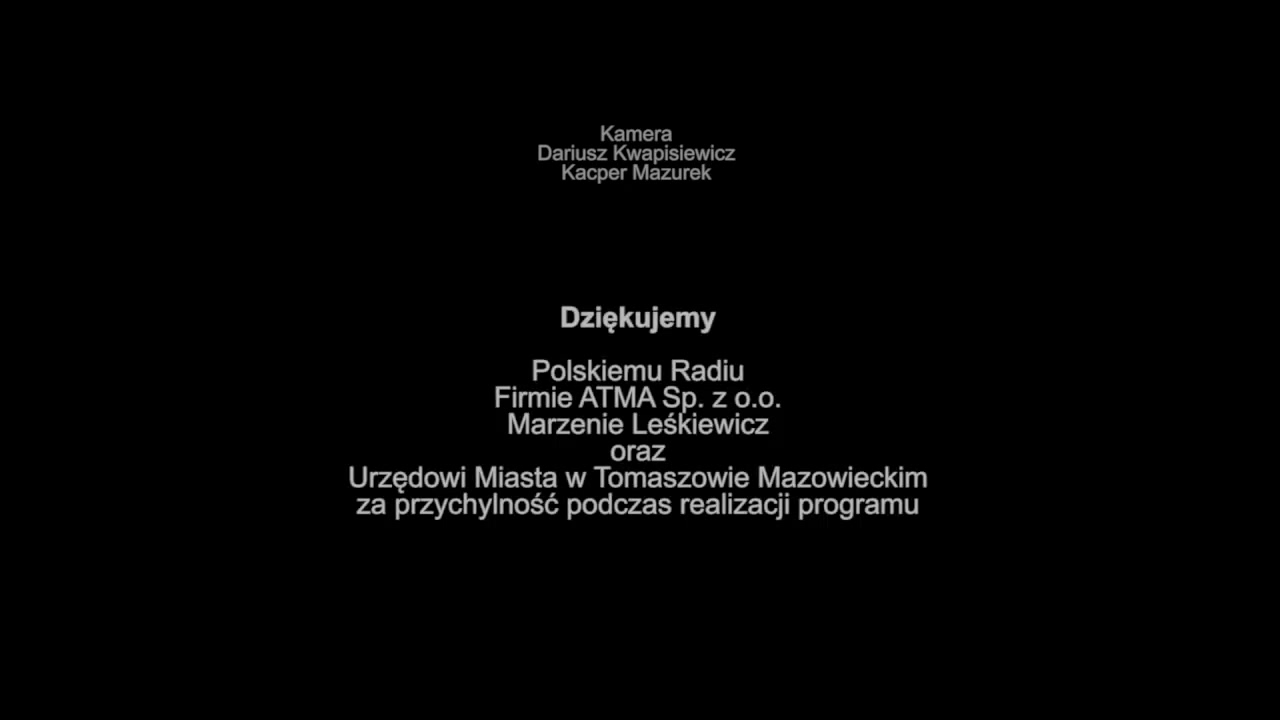 Kamera
Dariusz Kwapisiewicz
Kacper Mazurek
Dziękujemy
Polskiemu Radiu
Firmie ATMA Sp. z o.o.
Marzenie Leśkiewicz
oraz
Urzędowi Miasta w Tomaszowie Mazowieckim
za przychylność podczas realizacji programu